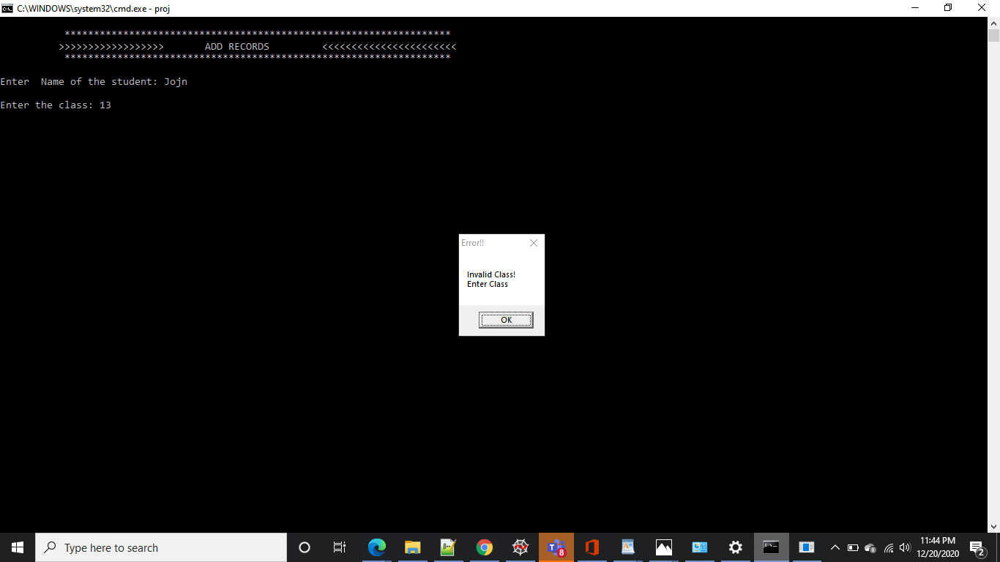 C:\WINDOWS\system32\cmd.exe - proj
******************************************************************
>>>>>>>>>>>>>>>>>> ADD RECORDS <<<<<<<<<<<<<<<<<<<<<<<
******************************************************************
Enter  Name of the student: Jojn
Enter the class: 13
Error!!
Invalid Class!
Enter Class
OK
Type here to search
8
11:44 PM
12/20/2020
2